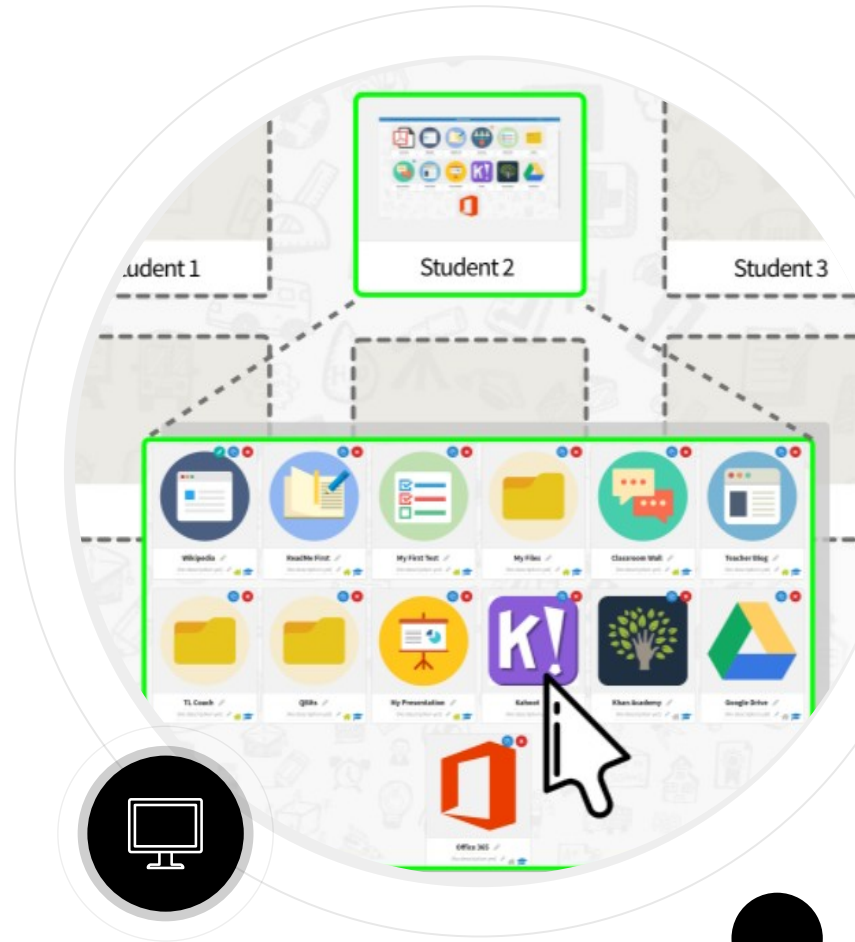 udent 1
Student 2
Student 3
Wikipedia
ReadMe First
My First Test
My Files
Classroom Wall
Teacher Blog
TL Coach
QBits
My Presentation
K!
Kahoot
Khan Academy
Google Drive
Office 365